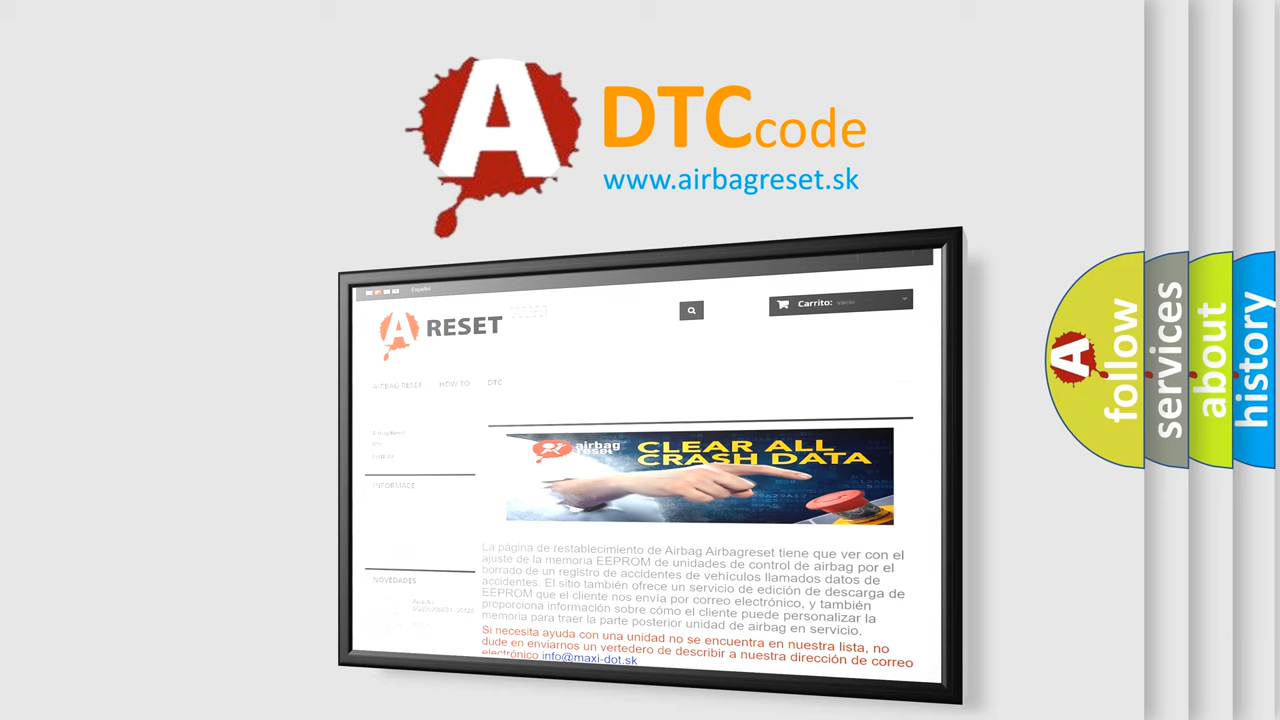 A DTCcode
www.airbagreset.sk
Español
A RESET
Carrito: vacío
AIRBAG RESET HOW TO DTC
INFORMACE
airbag
reset
CLEAR ALL
CRASH DATA
La página de restablecimiento de Airbag Airbagreset tiene que ver con el
ajuste de la memoria EEPROM de unidades de control de airbag por el
borrado de un registro de accidentes de vehículos llamados datos de
accidentes. El sitio también ofrece un servicio de edición de descarga de
EEPROM que el cliente nos envía por correo electrónico, y también
proporciona información sobre cómo el cliente puede personalizar la
memoria para traer la parte posterior unidad de airbag en servicio.
Si necesita ayuda con una unidad no se encuentra en nuestra lista, no
dude en enviarnos un vertedero de describir a nuestra dirección de correo
electrónico info@maxi-dot.sk
NOVEDADES
A
follow
services
about
history